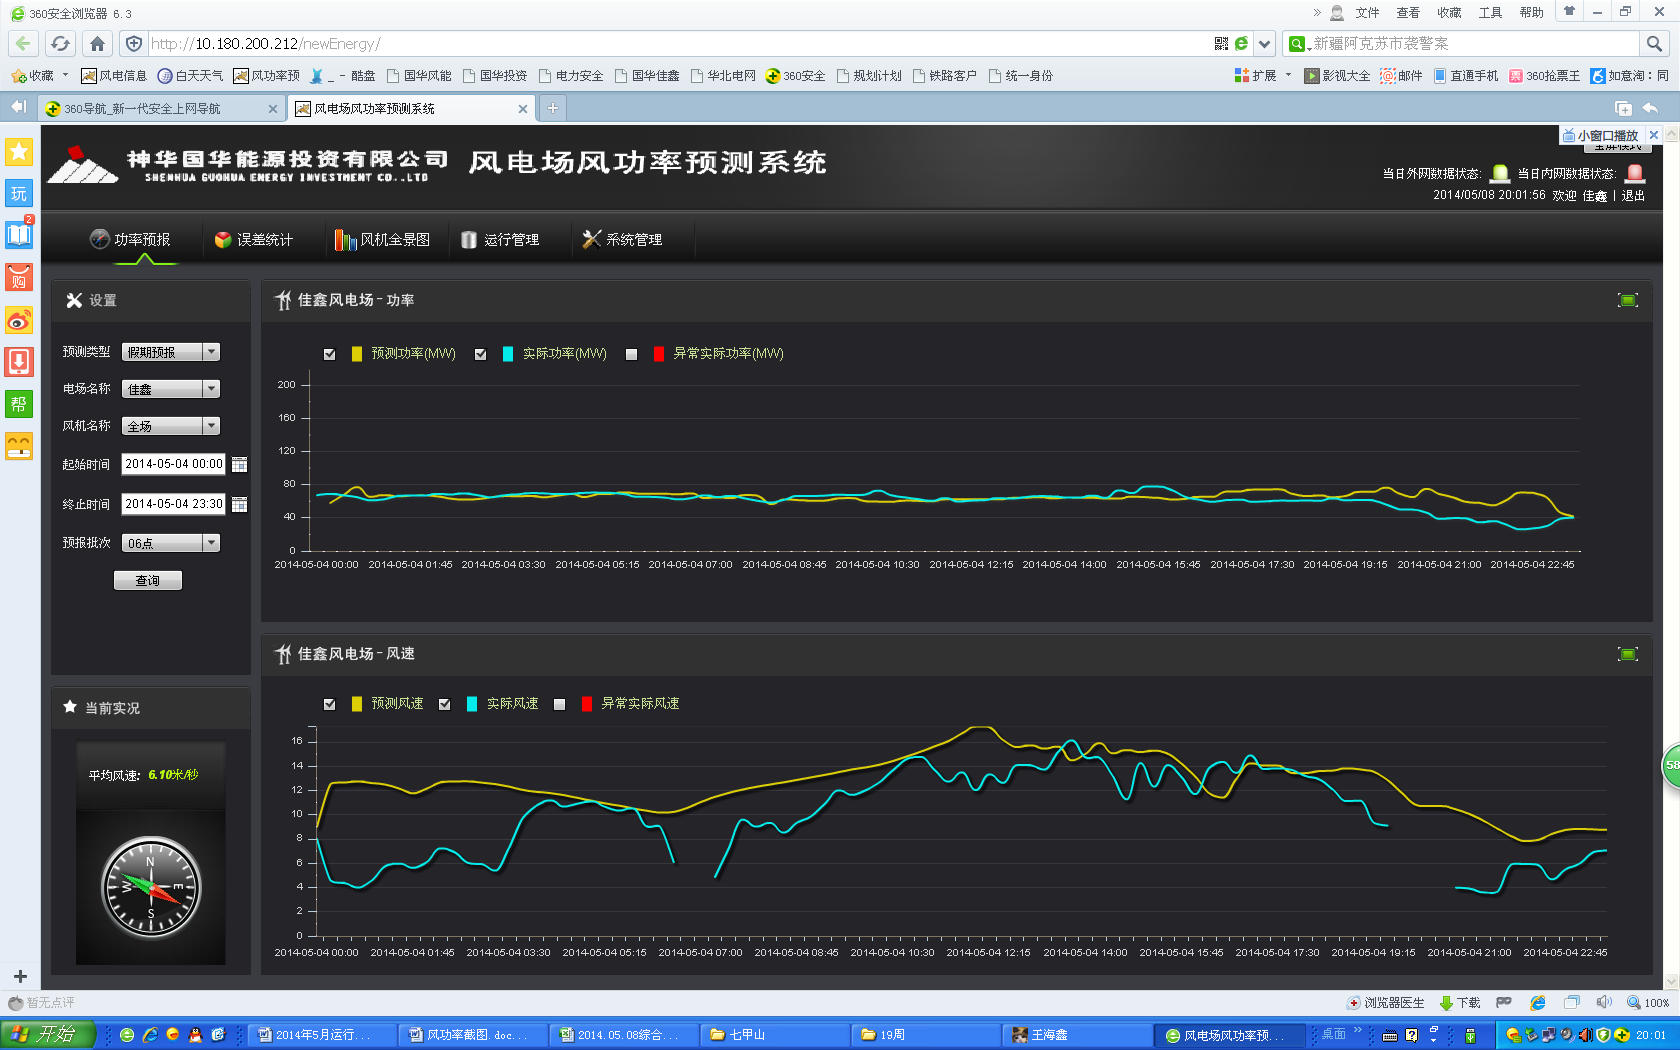 360安全浏览器 6.3
» 文件 查看 收藏 工具 帮助
http://10.180.200.212/newEnergy/
新疆阿克苏市袭警案
收藏 风电信息 白天天气 风功率预 _ - 酷盘 国华风能 国华投资 电力安全 国华佳鑫 华北电网 360安全 规划计划 铁路客户 统一身份
扩展 影视大全 邮件 直通手机 票 360抢票王 如意淘：同
360导航_新一代安全上网导航
风电场风功率预测系统
小窗口播放
神华国华能源投资有限公司
SHENHUA GUOHUA ENERGY INVESTMENT CO.,LTD
风电场风功率预测系统
当日外网数据状态: 当日内网数据状态:
2014/05/08 20:01:56 欢迎 佳鑫 | 退出
玩
2
购
帮
功率预报 误差统计 风机全景图 运行管理 系统管理
设置
预测类型 假期预报
电场名称 佳鑫
风机名称 全场
起始时间 2014-05-04 00:00
终止时间 2014-05-04 23:30
预报批次 06点
查询
佳鑫风电场 - 功率
预测功率(MW) 实际功率(MW) 异常实际功率(MW)
200
160
120
80
40
0
2014-05-04 00:00 2014-05-04 01:45 2014-05-04 03:30 2014-05-04 05:15 2014-05-04 07:00 2014-05-04 08:45 2014-05-04 10:30 2014-05-04 12:15 2014-05-04 14:00 2014-05-04 15:45 2014-05-04 17:30 2014-05-04 19:15 2014-05-04 21:00 2014-05-04 22:45
当前实况
平均风速: 6.10米/秒
N
W E
S
佳鑫风电场 - 风速
预测风速 实际风速 异常实际风速
16
14
12
10
8
6
4
2
0
2014-05-04 00:00 2014-05-04 01:45 2014-05-04 03:30 2014-05-04 05:15 2014-05-04 07:00 2014-05-04 08:45 2014-05-04 10:30 2014-05-04 12:15 2014-05-04 14:00 2014-05-04 15:45 2014-05-04 17:30 2014-05-04 19:15 2014-05-04 21:00 2014-05-04 22:45
58
暂无点评
浏览器医生 下载 100%
开始
2014年5月运行... 风功率截图.doc... 2014.05.08综合... 七甲山 19周 王海鑫 风电场风功率预... 桌面 » 20:01